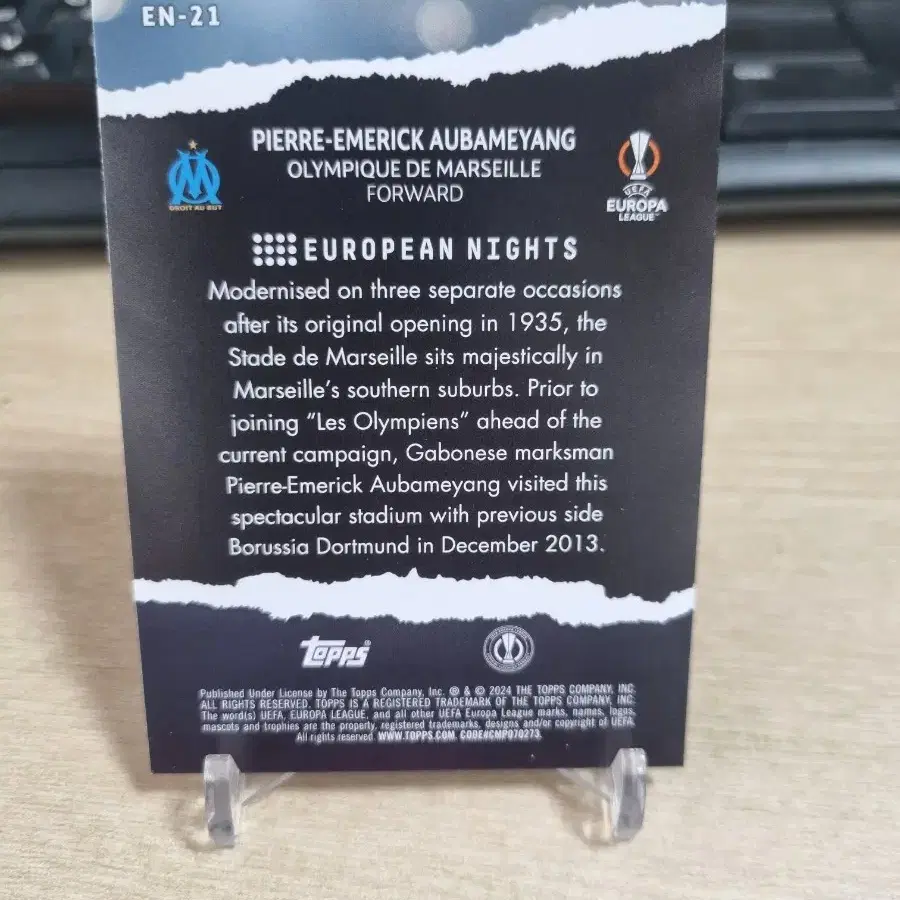 EN-21
PIERRE-EMERICK AUBAMEYANG
OLYMPIQUE DE MARSEILLE
FORWARD
DROIT AU BUT
UEFA
EUROPA
LEAGUE™
EUROPEAN NIGHTS
Modernised on three separate occasions
after its original opening in 1935, the
Stade de Marseille sits majestically in
Marseille's southern suburbs. Prior to
joining “Les Olympiens” ahead of the
current campaign, Gabonese marksman
Pierre-Emerick Aubameyang visited this
spectacular stadium with previous side
Borussia Dortmund in December 2013.
Topps®
Published Under License by The Topps Company, Inc. ® & © 2024 THE TOPPS COMPANY, INC.
ALL RIGHTS RESERVED. TOPPS IS A REGISTERED TRADEMARK OF THE TOPPS COMPANY, INC.
The word(s) UEFA, EUROPA LEAGUE, and all other UEFA Europa League marks, names, logos,
mascots and trophies are the property, registered trademarks, designs and/or copyright of UEFA.
All rights reserved. WWW.TOPPS.COM. CODE#CMP070273.